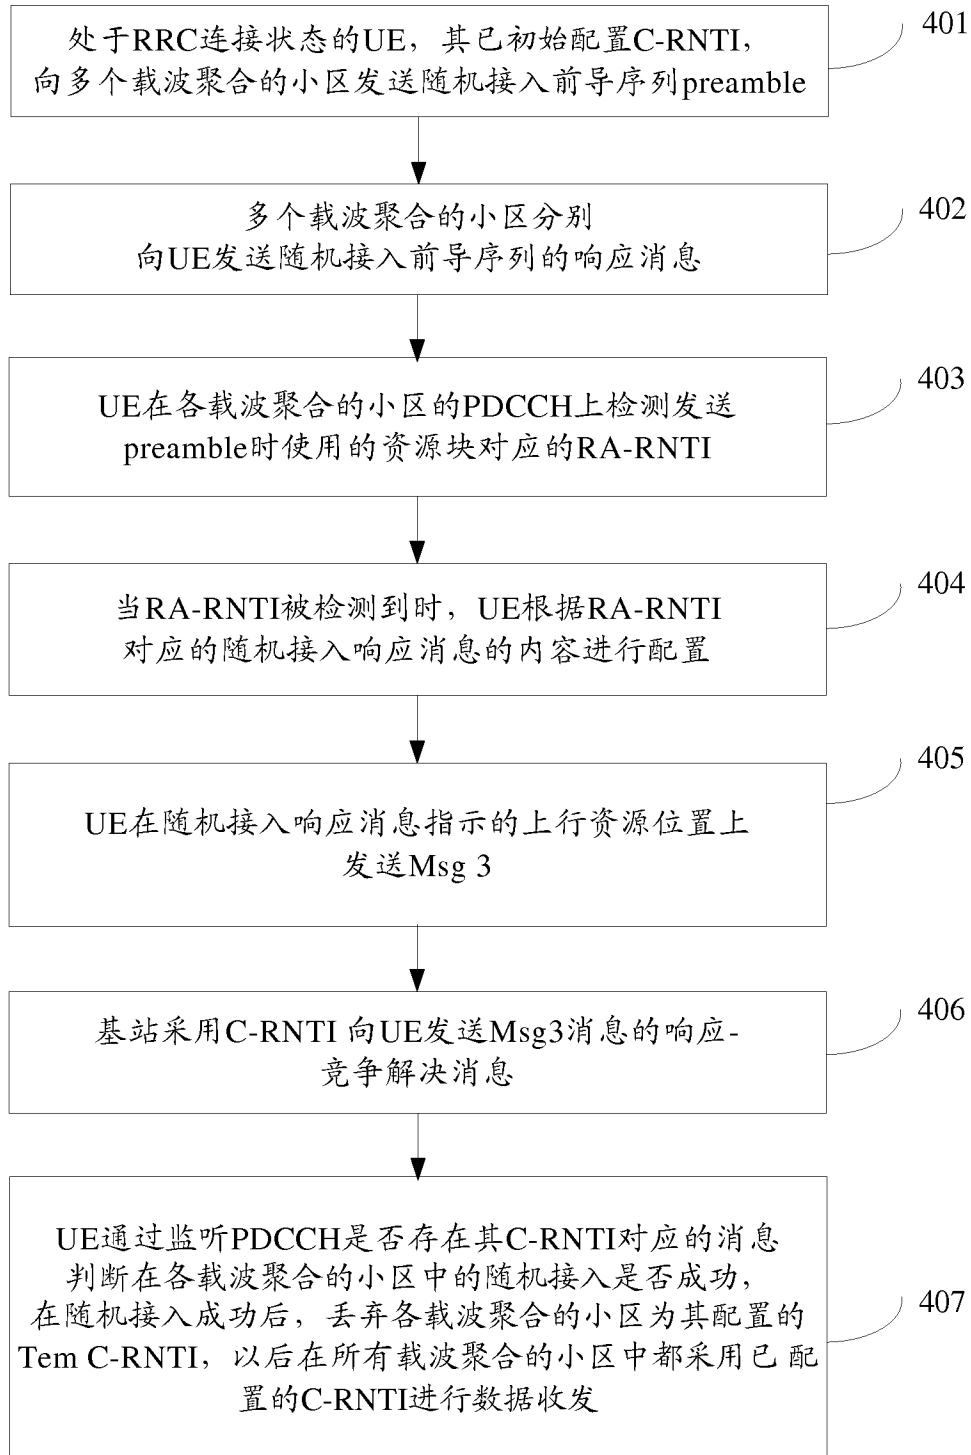 处于RRC连接状态的UE，其已初始配置C-RNTI，
向多个载波聚合的小区发送随机接入前导序列preamble
401
多个载波聚合的小区分别
向UE发送随机接入前导序列的响应消息
402
UE在各载波聚合的小区的PDCCH上检测发送
preamble时使用的资源块对应的RA-RNTI
403
当RA-RNTI被检测到时，UE根据RA-RNTI
对应的随机接入响应消息的内容进行配置
404
UE在随机接入响应消息指示的上行资源位置上
发送Msg 3
405
基站采用C-RNTI 向UE发送Msg3消息的响应-
竞争解决消息
406
UE通过监听PDCCH是否存在其C-RNTI对应的消息
判断在各载波聚合的小区中的随机接入是否成功，
在随机接入成功后，丢弃各载波聚合的小区为其配置的
Tem C-RNTI，以后在所有载波聚合的小区中都采用已 配
置的C-RNTI进行数据收发
407